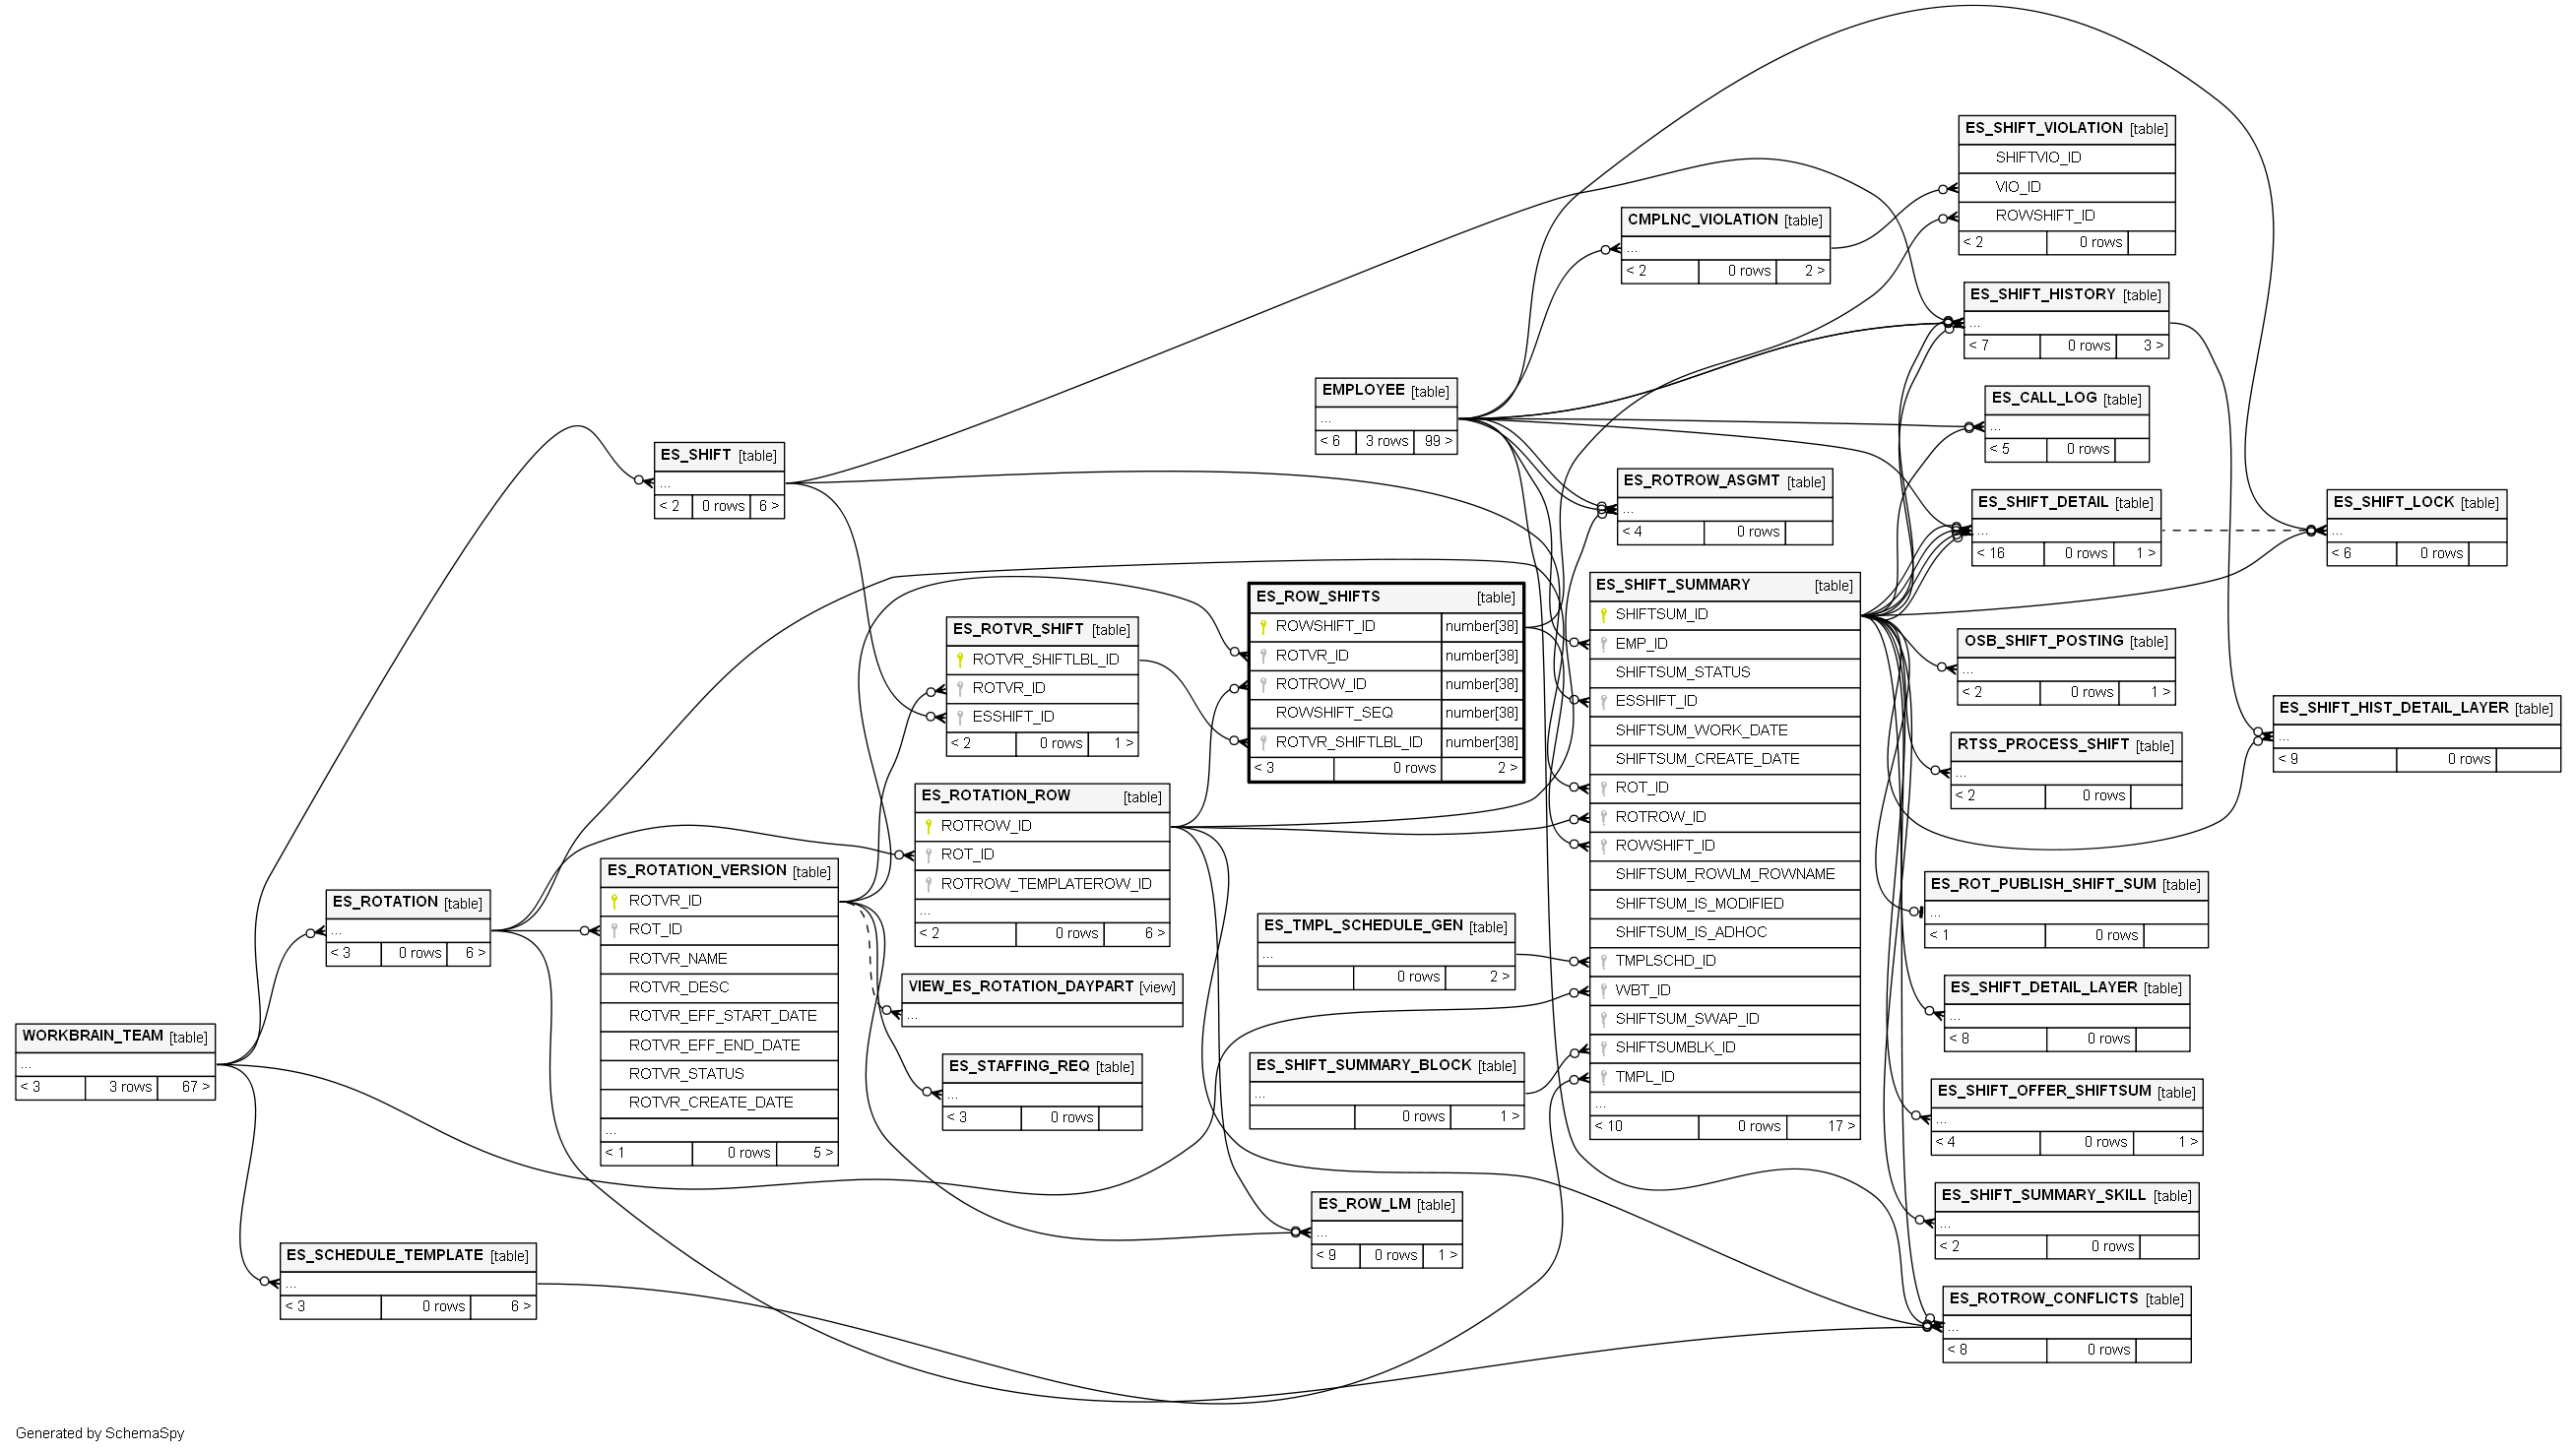 ES_SHIFT_VIOLATION [table]
SHIFTVIO_ID
VIO_ID
ROWSHIFT_ID
< 2 0 rows
CMPLNC_VIOLATION [table]
...
< 2 0 rows 2 >
ES_SHIFT_HISTORY [table]
...
< 7 0 rows 3 >
EMPLOYEE [table]
...
< 6 3 rows 99 >
ES_CALL_LOG [table]
...
< 5 0 rows
ES_SHIFT [table]
...
< 2 0 rows 6 >
ES_ROTROW_ASGMT [table]
...
< 4 0 rows
ES_SHIFT_DETAIL [table]
...
< 16 0 rows 1 >
ES_SHIFT_LOCK [table]
...
< 6 0 rows
ES_ROTVR_SHIFT [table]
ROTVR_SHIFTLBL_ID
ROTVR_ID
ESSHIFT_ID
< 2 0 rows 1 >
ES_ROW_SHIFTS [table]
ROWSHIFT_ID number[38]
ROTVR_ID number[38]
ROTROW_ID number[38]
ROWSHIFT_SEQ number[38]
ROTVR_SHIFTLBL_ID number[38]
< 3 0 rows 2 >
ES_SHIFT_SUMMARY [table]
SHIFTSUM_ID
EMP_ID
SHIFTSUM_STATUS
ESSHIFT_ID
SHIFTSUM_WORK_DATE
SHIFTSUM_CREATE_DATE
ROT_ID
ROTROW_ID
ROWSHIFT_ID
SHIFTSUM_ROWLM_ROWNAME
SHIFTSUM_IS_MODIFIED
SHIFTSUM_IS_ADHOC
TMPLSCHD_ID
WBT_ID
SHIFTSUM_SWAP_ID
SHIFTSUMBLK_ID
TMPL_ID
...
< 10 0 rows 17 >
OSB_SHIFT_POSTING [table]
...
< 2 0 rows 1 >
ES_SHIFT_HIST_DETAIL_LAYER [table]
...
< 9 0 rows
RTSS_PROCESS_SHIFT [table]
...
< 2 0 rows
ES_ROTATION_ROW [table]
ROTROW_ID
ROT_ID
ROTROW_TEMPLATEROW_ID
...
< 2 0 rows 6 >
ES_ROTATION_VERSION [table]
ROTVR_ID
ROT_ID
ROTVR_NAME
ROTVR_DESC
ROTVR_EFF_START_DATE
ROTVR_EFF_END_DATE
ROTVR_STATUS
ROTVR_CREATE_DATE
...
< 1 0 rows 5 >
ES_ROTATION [table]
...
< 3 0 rows 6 >
ES_ROT_PUBLISH_SHIFT_SUM [table]
...
< 1 0 rows
ES_TMPL_SCHEDULE_GEN [table]
...
0 rows 2 >
VIEW_ES_ROTATION_DAYPART [view]
...
ES_SHIFT_DETAIL_LAYER [table]
...
< 8 0 rows
WORKBRAIN_TEAM [table]
...
< 3 3 rows 67 >
ES_STAFFING_REQ [table]
...
< 3 0 rows
ES_SHIFT_SUMMARY_BLOCK [table]
...
0 rows 1 >
ES_SHIFT_OFFER_SHIFTSUM [table]
...
< 4 0 rows 1 >
ES_ROW_LM [table]
...
< 9 0 rows 1 >
ES_SHIFT_SUMMARY_SKILL [table]
...
< 2 0 rows
ES_SCHEDULE_TEMPLATE [table]
...
< 3 0 rows 6 >
ES_ROTROW_CONFLICTS [table]
...
< 8 0 rows
Generated by SchemaSpy